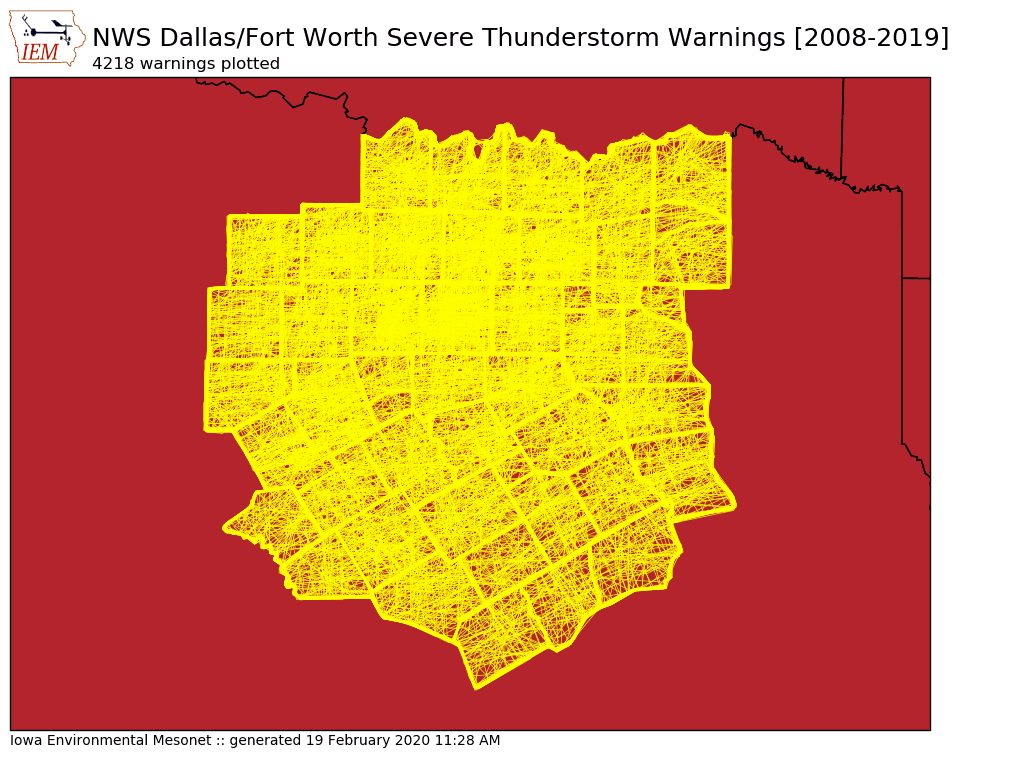 IEM
NWS Dallas/Fort Worth Severe Thunderstorm Warnings [2008-2019]
4218 warnings plotted
Iowa Environmental Mesonet :: generated 19 February 2020 11:28 AM